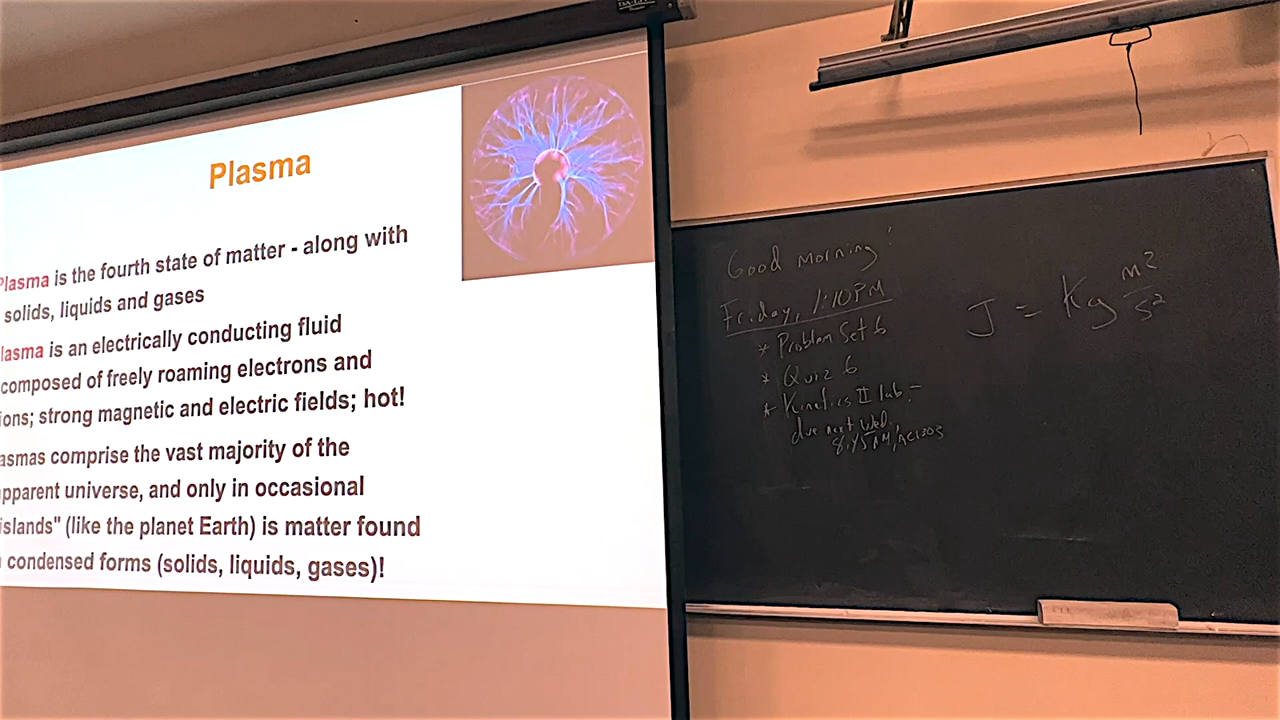 Plasma
Plasma is the fourth state of matter - along with
solids, liquids and gases
lasma is an electrically conducting fluid
composed of freely roaming electrons and
ions; strong magnetic and electric fields; hot!
asmas comprise the vast majority of the
pparent universe, and only in occasional
islands" (like the planet Earth) is matter found
condensed forms (solids, liquids, gases)!
Good morning!
Friday, 1:10PM
* Problem Set 6
* Quiz 6
* Kinetics II lab -
due next Wed.
8:45AM, AC1303
J = Kg m²/s²